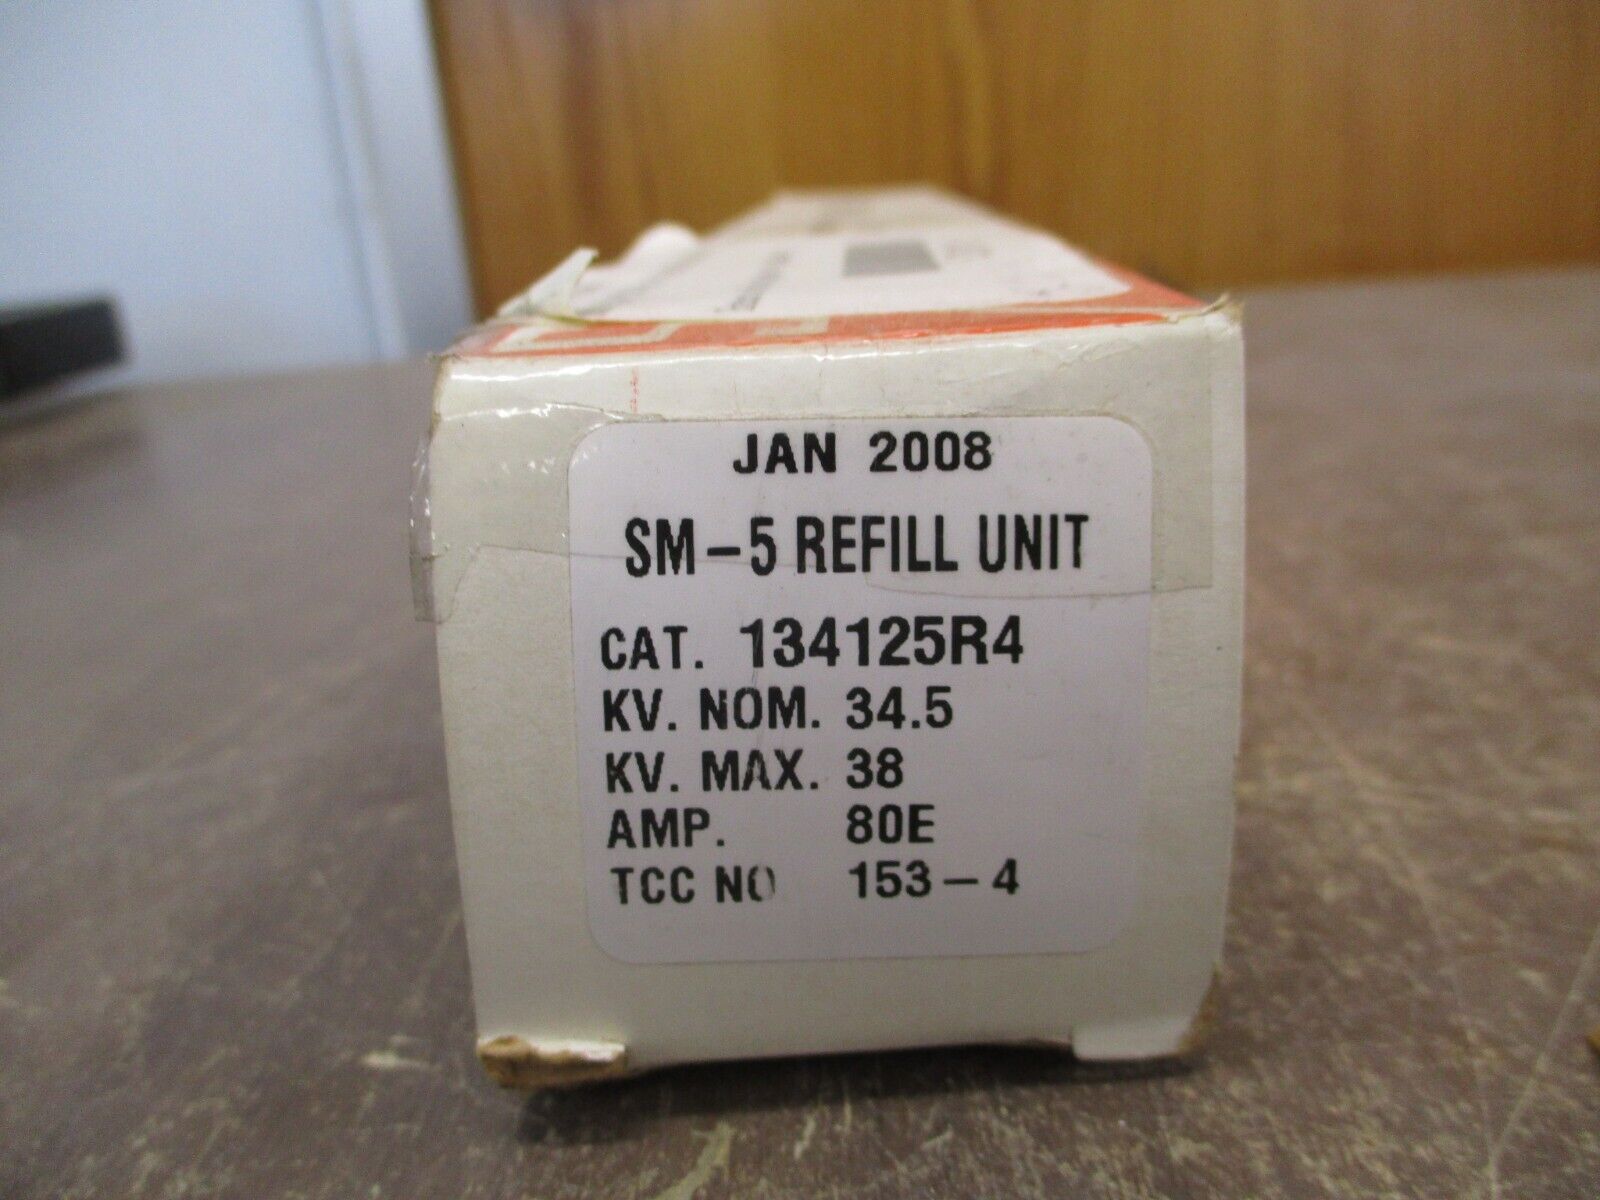 JAN 2008
SM-5 REFILL UNIT
CAT. 134125R4
KV. NOM. 34.5
KV. MAX. 38
AMP. 80E
TCC NO 153-4